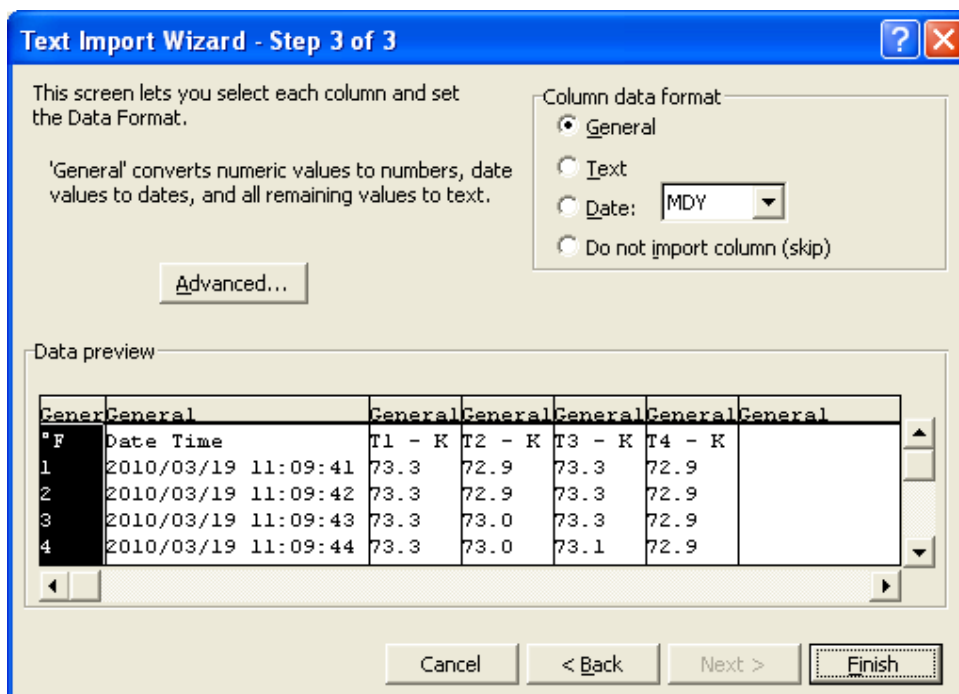 Text Import Wizard - Step 3 of 3
?
This screen lets you select each column and set
the Data Format.
'General' converts numeric values to numbers, date
values to dates, and all remaining values to text.
Advanced...
Column data format
General
Text
Date: MDY
Do not import column (skip)
Data preview
Gener General General General General General General
°F Date Time T1 - K T2 - K T3 - K T4 - K
1 2010/03/19 11:09:41 73.3 72.9 73.3 72.9
2 2010/03/19 11:09:42 73.3 72.9 73.3 72.9
3 2010/03/19 11:09:43 73.3 73.0 73.3 72.9
4 2010/03/19 11:09:44 73.3 73.0 73.1 72.9
Cancel < Back Next > Finish